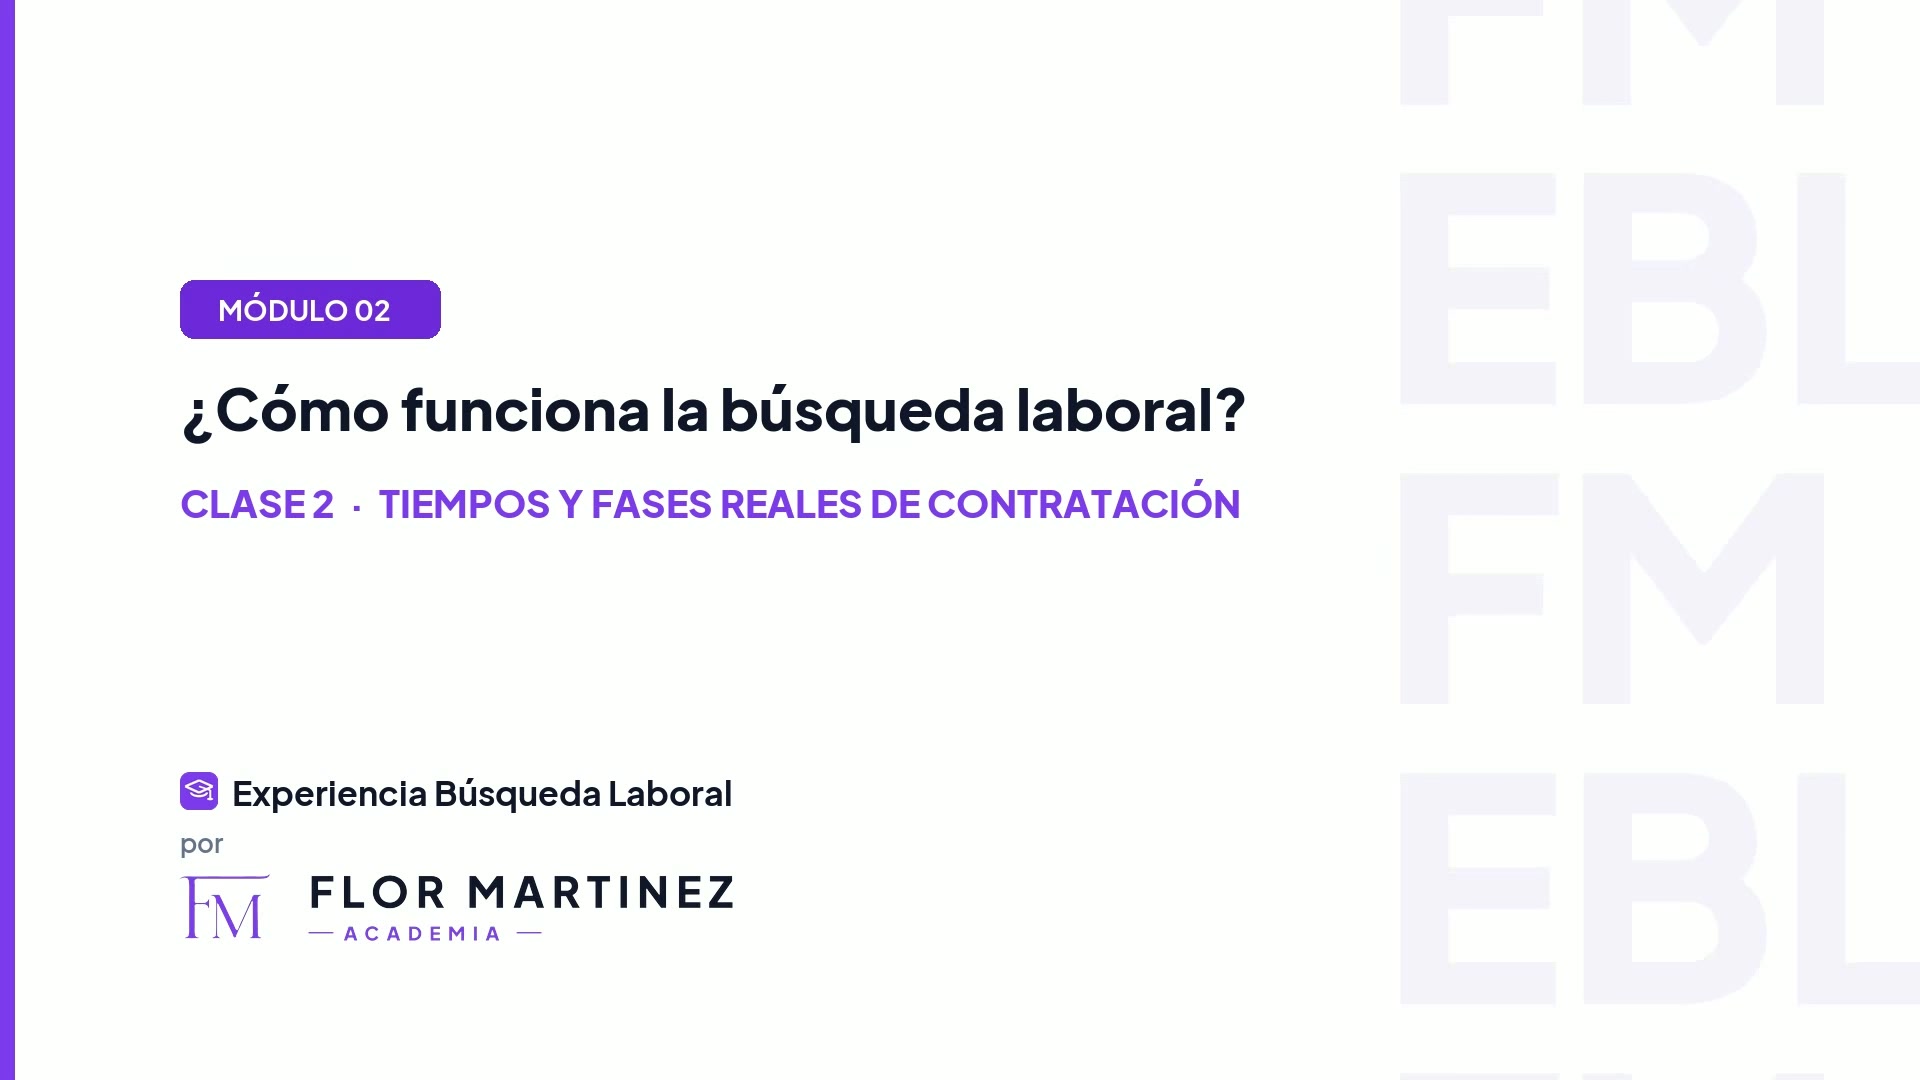 MÓDULO 02
¿Cómo funciona la búsqueda laboral?
CLASE 2 · TIEMPOS Y FASES REALES DE CONTRATACIÓN
Experiencia Búsqueda Laboral
por
FM FLOR MARTINEZ
— ACADEMIA —
FM
EBL
FM
EBL